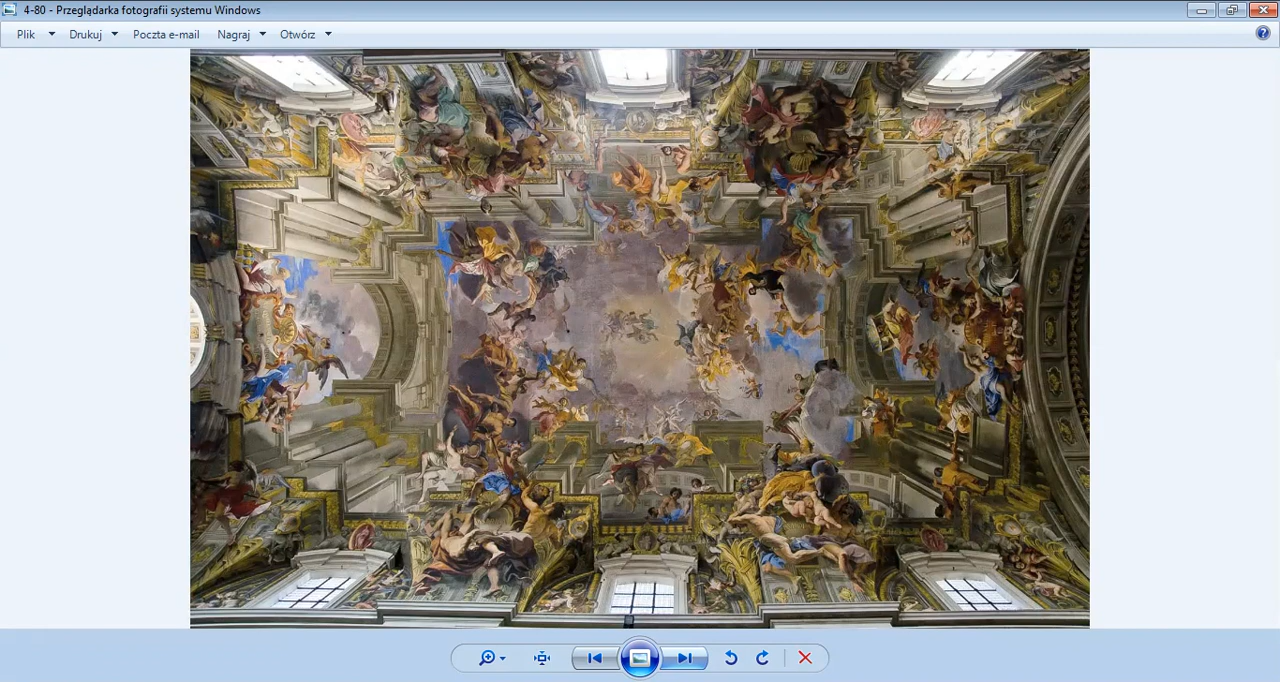 4-80 - Przeglądarka fotografii systemu Windows
Plik Drukuj Poczta e-mail Nagraj Otwórz